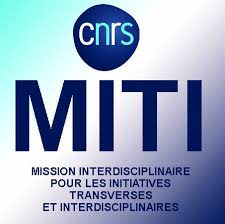 cnrs
MITI
MISSION INTERDISCIPLINAIRE
POUR LES INITIATIVES
TRANSVERSES
ET INTERDISCIPLINAIRES